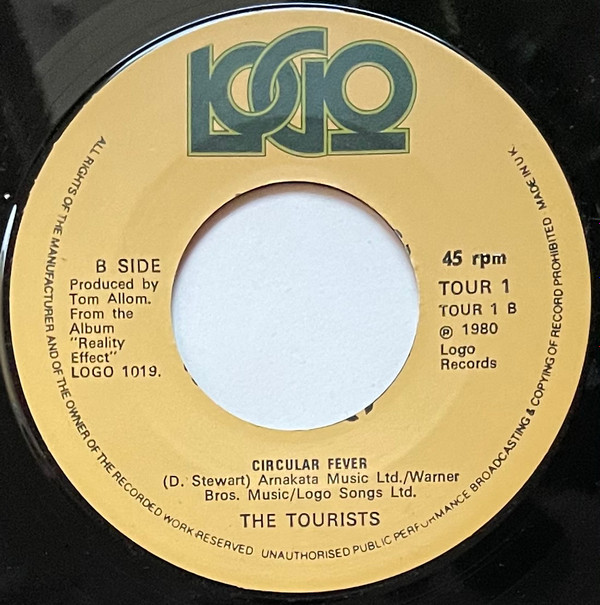 LOGO
ALL RIGHTS OF THE MANUFACTURER AND OF THE OWNER OF THE RECORDED WORK RESERVED UNAUTHORISED PUBLIC PERFORMANCE BROADCASTING & COPYING OF RECORD PROHIBITED MADE IN U.K.
B SIDE
Produced by
Tom Allom.
From the
Album
"Reality
Effect"
LOGO 1019.
45 rpm
TOUR 1
TOUR 1 B
℗ 1980
Logo
Records
CIRCULAR FEVER
(D. Stewart) Arnakata Music Ltd./Warner
Bros. Music/Logo Songs Ltd.
THE TOURISTS